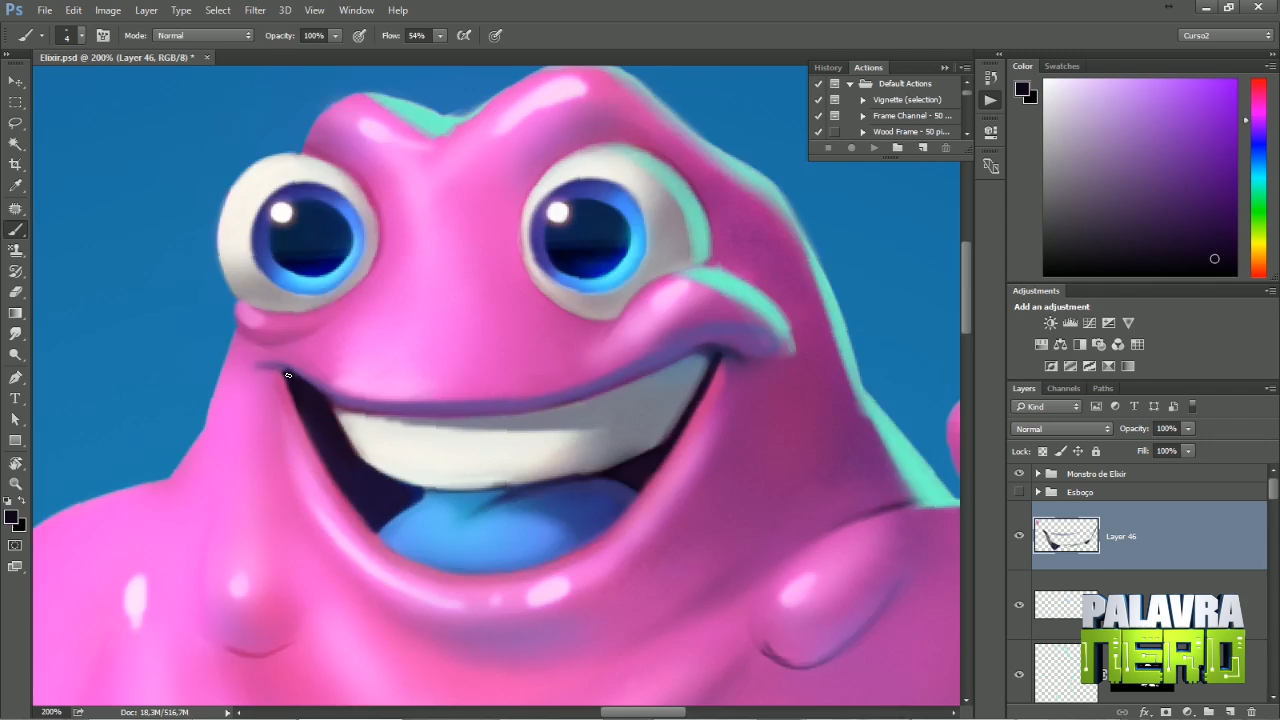 Ps File Edit Image Layer Type Select Filter 3D View Window Help
4 Mode: Normal Opacity: 100% Flow: 54% Curso2
Elixir.psd @ 200% (Layer 46, RGB/8) * ×
History Actions
Default Actions
Vignette (selection)
Frame Channel - 50 ...
Wood Frame - 50 pi...
Color Swatches
Adjustments
Add an adjustment
Layers Channels Paths
Kind
Normal Opacity: 100%
Lock: Fill: 100%
Monstro de Elixir
Esboço
Layer 46
PALAVRA
NERD
200% Doc: 18,3M/516,7M